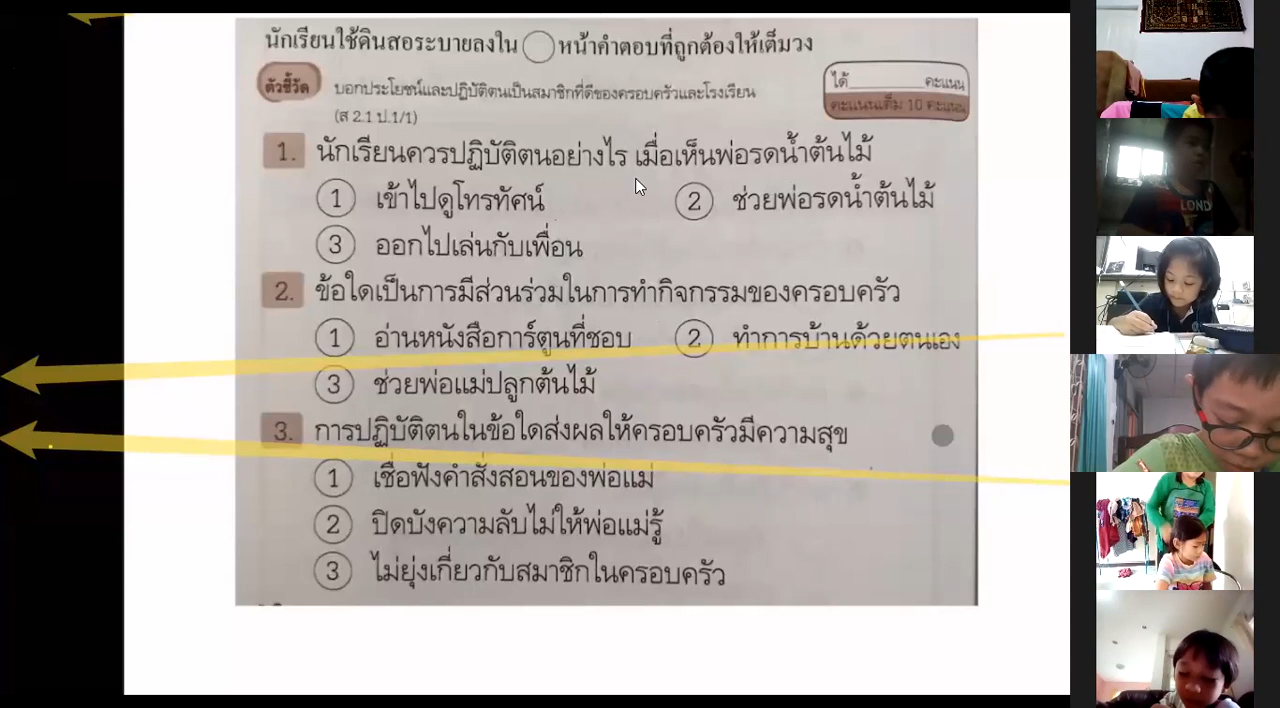 นักเรียนใช้ดินสอระบายลงใน หน้าคำตอบที่ถูกต้องให้เต็มวง
ตัวชี้วัด บอกประโยชน์และปฏิบัติตนเป็นสมาชิกที่ดีของครอบครัวและโรงเรียน
(ส 2.1 ป.1/1)
ได้ คะแนน
คะแนนเต็ม 10 คะแนน
1. นักเรียนควรปฏิบัติตนอย่างไร เมื่อเห็นพ่อรดน้ำต้นไม้
1 เข้าไปดูโทรทัศน์ 2 ช่วยพ่อรดน้ำต้นไม้
3 ออกไปเล่นกับเพื่อน
2. ข้อใดเป็นการมีส่วนร่วมในการทำกิจกรรมของครอบครัว
1 อ่านหนังสือการ์ตูนที่ชอบ 2 ทำการบ้านด้วยตนเอง
3 ช่วยพ่อแม่ปลูกต้นไม้
3. การปฏิบัติตนในข้อใดส่งผลให้ครอบครัวมีความสุข
1 เชื่อฟังคำสั่งสอนของพ่อแม่
2 ปิดบังความลับไม่ให้พ่อแม่รู้
3 ไม่ยุ่งเกี่ยวกับสมาชิกในครอบครัว
LOND